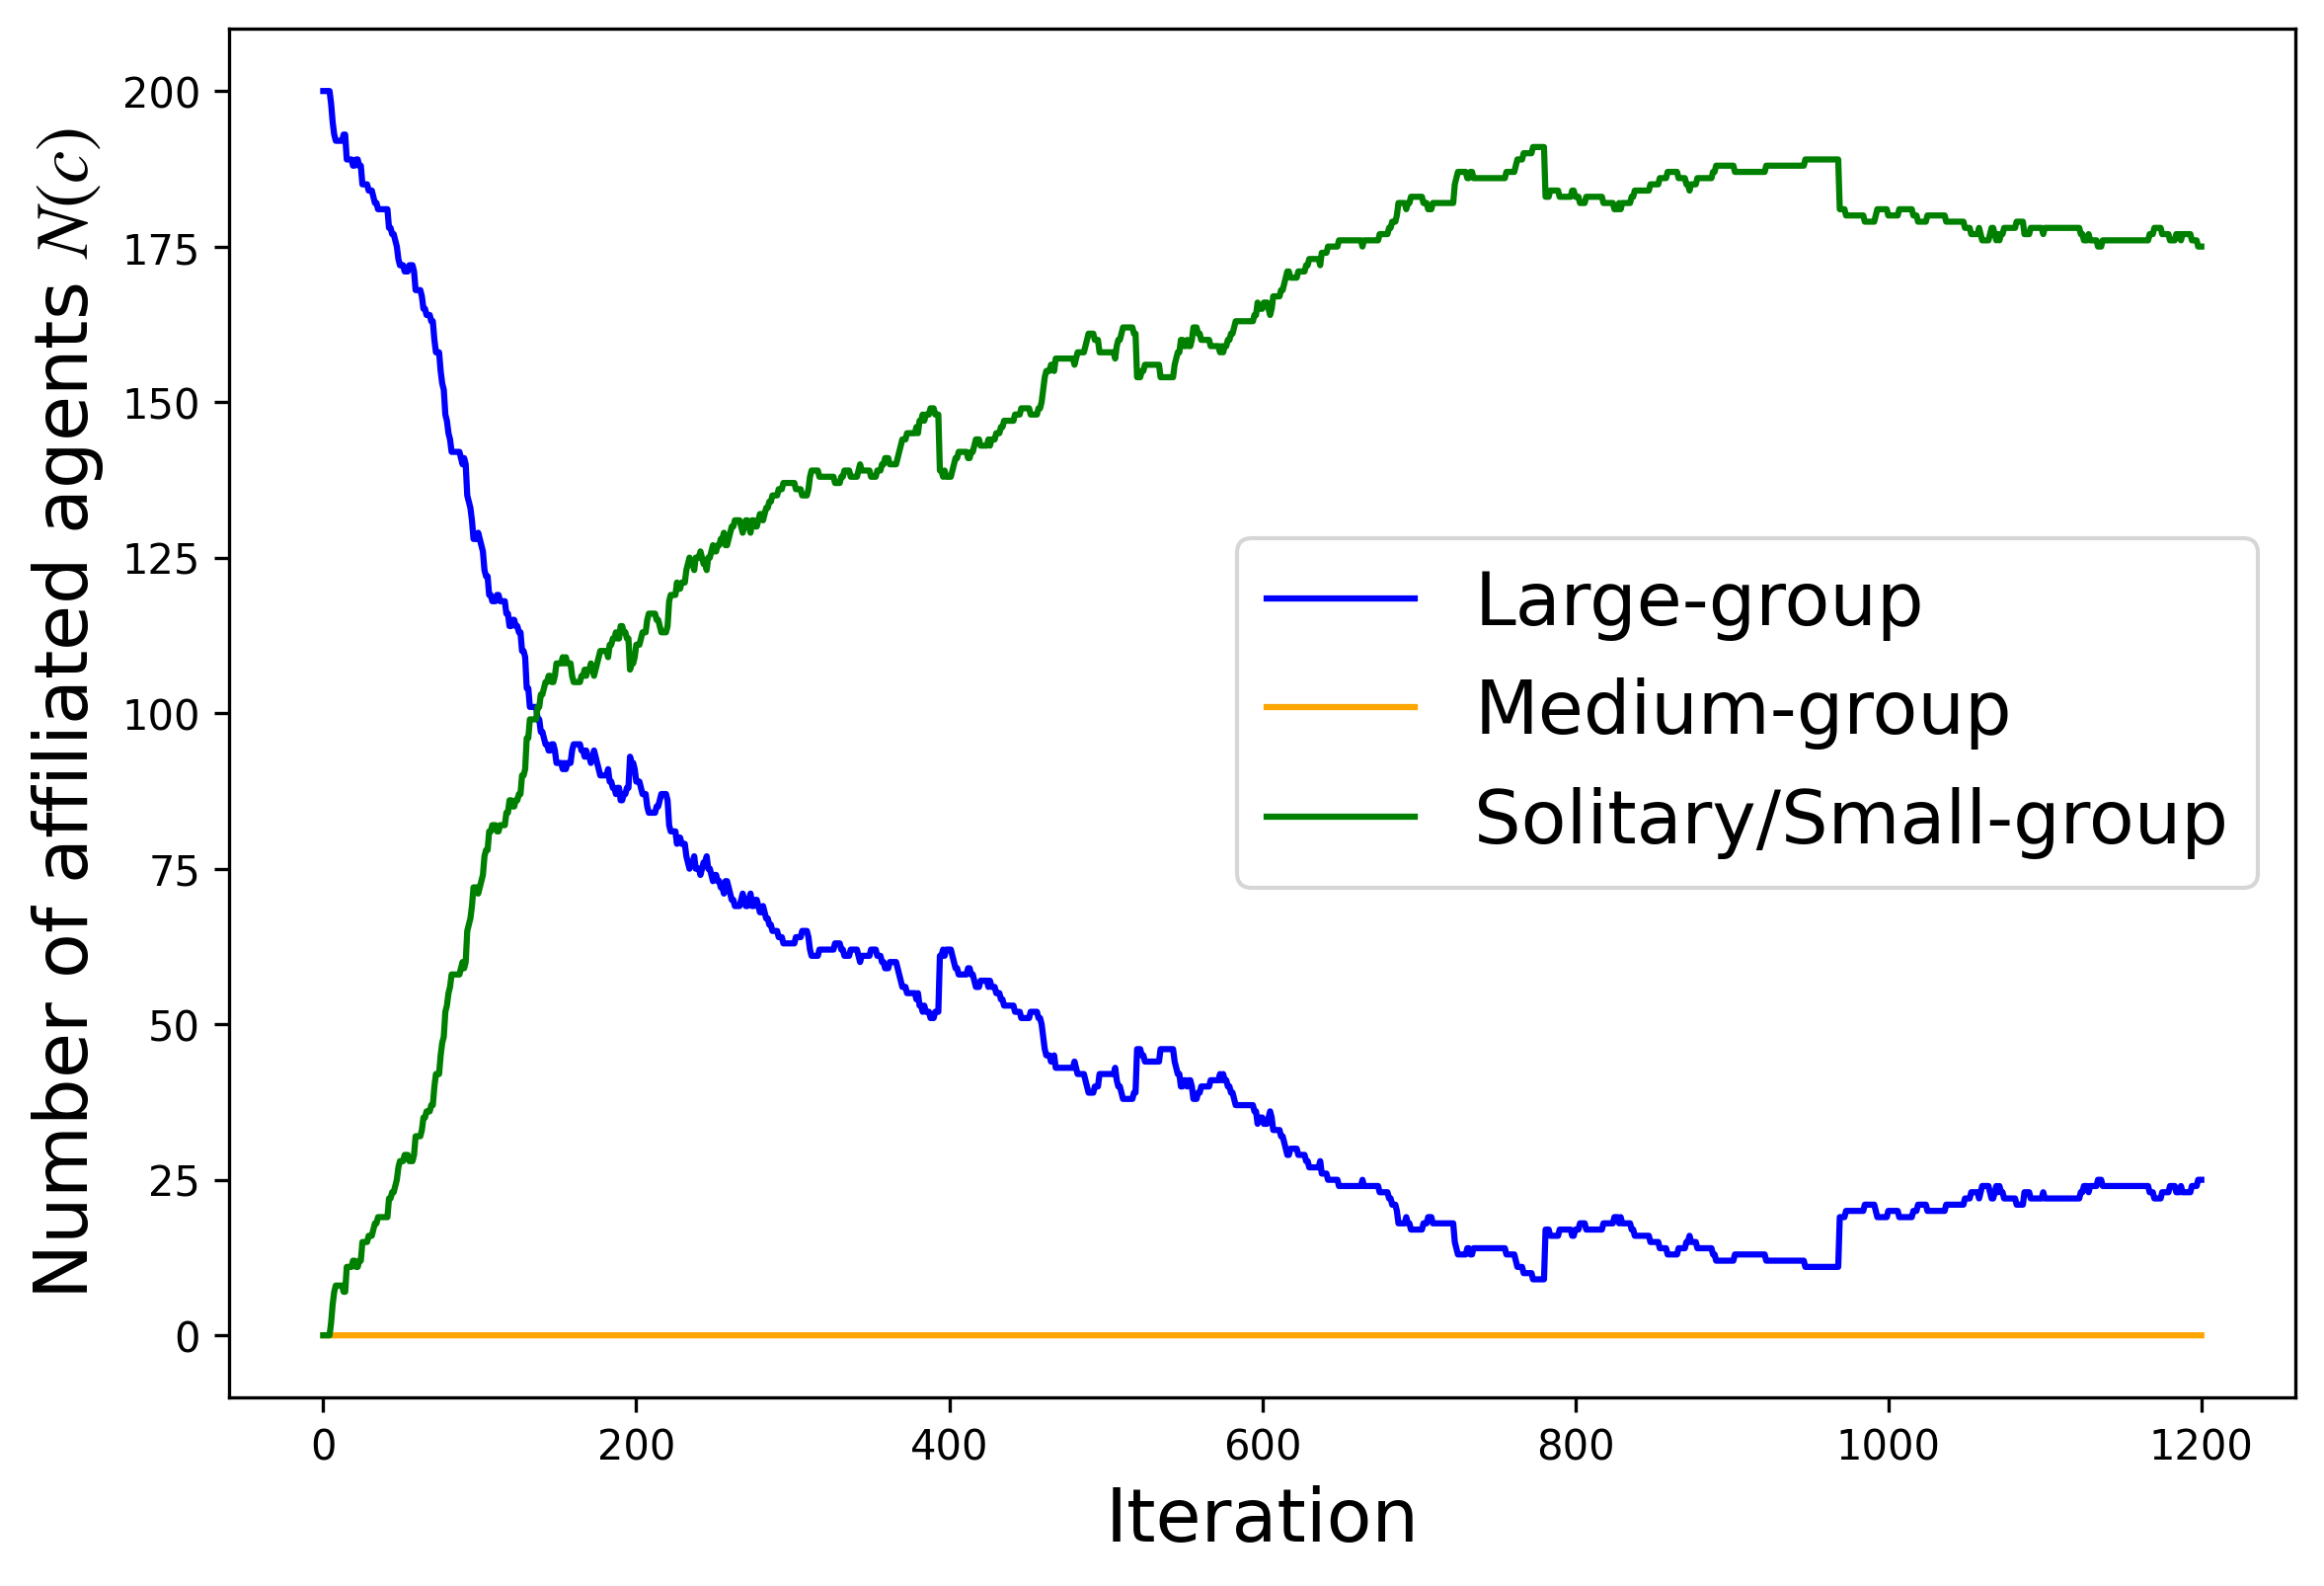 Number of affiliated agents N(c)
200
175
150
125
100
75
50
25
0
Large-group
Medium-group
Solitary/Small-group
0 200 400 600 800 1000 1200
Iteration